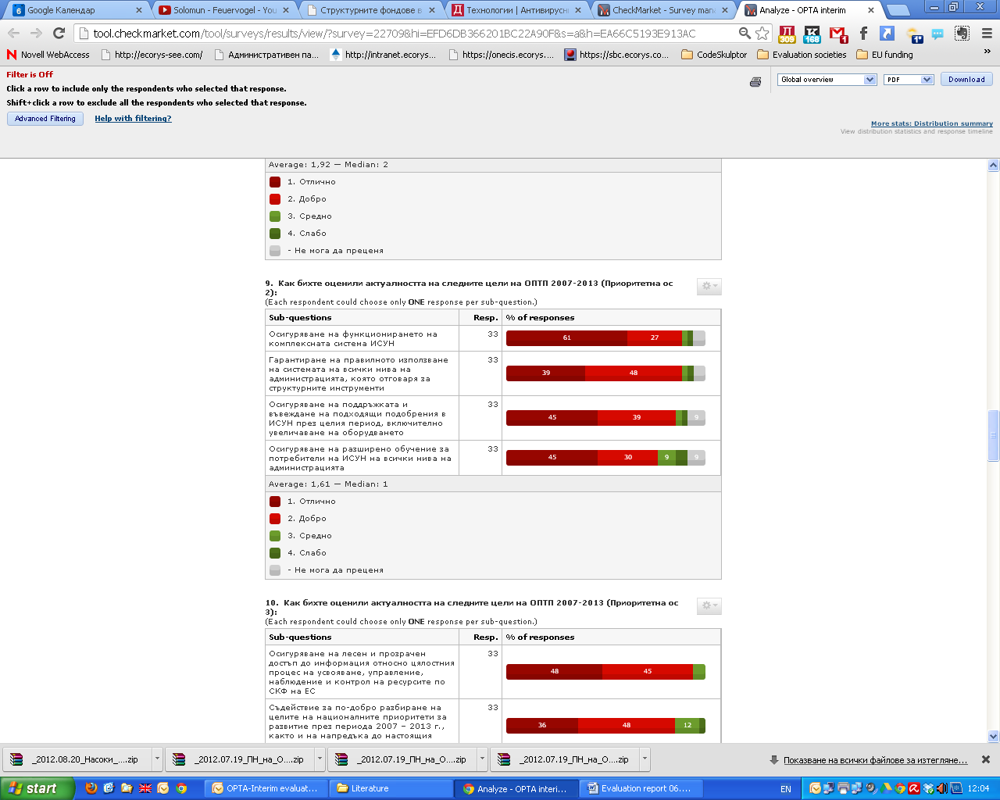 Google Календар
Solomun - Feuervogel - You
Структурните фондове в
Технологии | Антивирусн
CheckMarket - Survey man
Analyze - OPTA interim
tool.checkmarket.com/tool/surveys/results/view/?survey=22709&hi=EFD6DB366201BC22A90F&s=a&h=EA66C5193E913AC
309
168
1
1°
Novell WebAccess
http://ecorys-see.com/
Административен па...
http://intranet.ecorys...
https://onecis.ecorys....
https://sbc.ecorys.co...
CodeSkulptor
Evaluation societies
EU funding
Filter is Off
Click a row to include only the respondents who selected that response.
Shift+click a row to exclude all the respondents who selected that response.
Advanced Filtering
Help with filtering?
Global overview
PDF
Download
More stats: Distribution summary
View distribution statistics and response timeline
Average: 1,92 — Median: 2
1. Отлично
2. Добро
3. Средно
4. Слабо
- Не мога да преценя
9. Как бихте оценили актуалността на следните цели на ОПТП 2007-2013 (Приоритетна ос
2):
(Each respondent could choose only ONE response per sub-question.)
Sub-questions Resp. % of responses
Осигуряване на функционирането на
комплексната система ИСУН
33
61 27
Гарантиране на правилното използване
на системата на всички нива на
администрацията, която отговаря за
структурните инструменти
33
39 48
Осигуряване на поддръжката и
въвеждане на подходящи подобрения в
ИСУН през целия период, включително
увеличаване на оборудването
33
45 39 9
Осигуряване на разширено обучение за
потребители на ИСУН на всички нива на
администрацията
33
45 30 9 9
Average: 1,61 — Median: 1
1. Отлично
2. Добро
3. Средно
4. Слабо
- Не мога да преценя
10. Как бихте оценили актуалността на следните цели на ОПТП 2007-2013 (Приоритетна ос
3):
(Each respondent could choose only ONE response per sub-question.)
Sub-questions Resp. % of responses
Осигуряване на лесен и прозрачен
достъп до информация относно цялостния
процес на усвояване, управление,
наблюдение и контрол на ресурсите по
СКФ на ЕС
33
48 45
Съдействие за по-добро разбиране на
целите на националните приоритети за
развитие през периода 2007 – 2013 г.,
както и на напредъка до настоящия
33
36 48 12
_2012.08.20_Насоки_....zip
_2012.07.19_ПН_на_О....zip
_2012.07.19_ПН_на_О....zip
_2012.07.19_ПН_на_О....zip
Показване на всички файлове за изтегляне...
start
OPTA-Interim evaluat...
Literature
Analyze - OPTA interi...
Evaluation report 06....
EN
12:04